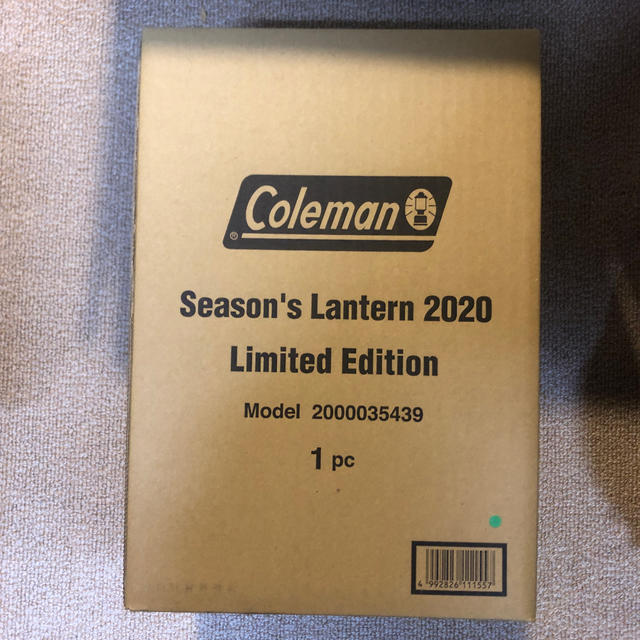 Coleman
®
Season's Lantern 2020
Limited Edition
Model 2000035439
1 pc
4 992826 111557